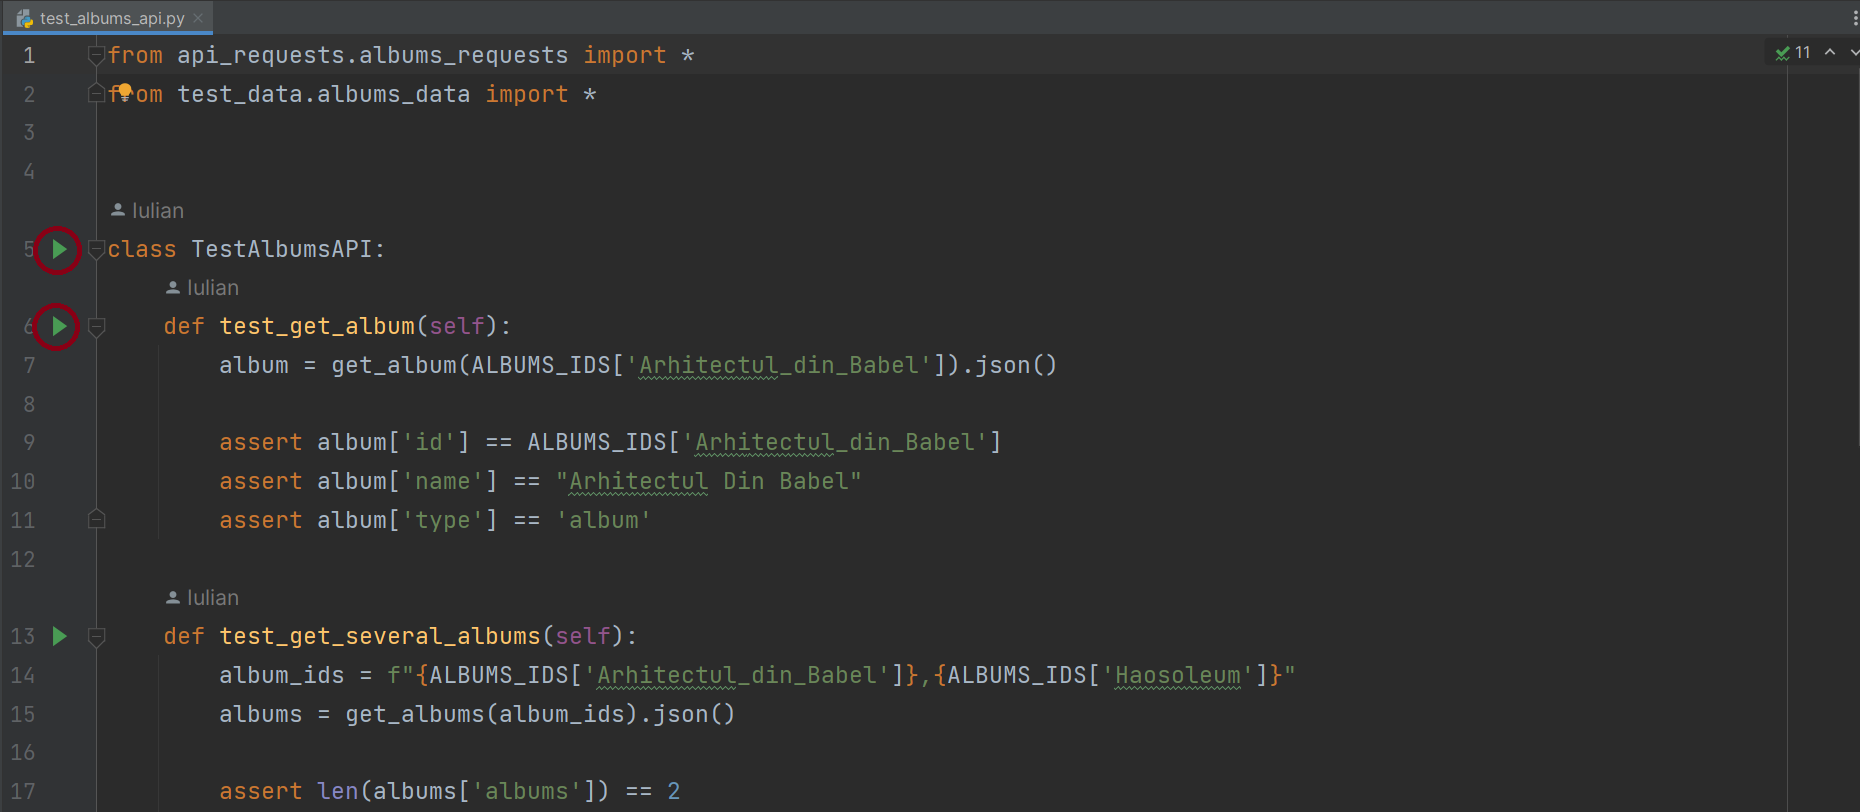 test_albums_api.py
1 from api_requests.albums_requests import *
11
2 from test_data.albums_data import *
3
4
Iulian
5 class TestAlbumsAPI:
Iulian
6 def test_get_album(self):
7 album = get_album(ALBUMS_IDS['Arhitectul_din_Babel']).json()
8
9 assert album['id'] == ALBUMS_IDS['Arhitectul_din_Babel']
10 assert album['name'] == "Arhitectul Din Babel"
11 assert album['type'] == 'album'
12
Iulian
13 def test_get_several_albums(self):
14 album_ids = f"{ALBUMS_IDS['Arhitectul_din_Babel']},{ALBUMS_IDS['Haosoleum']}"
15 albums = get_albums(album_ids).json()
16
17 assert len(albums['albums']) == 2